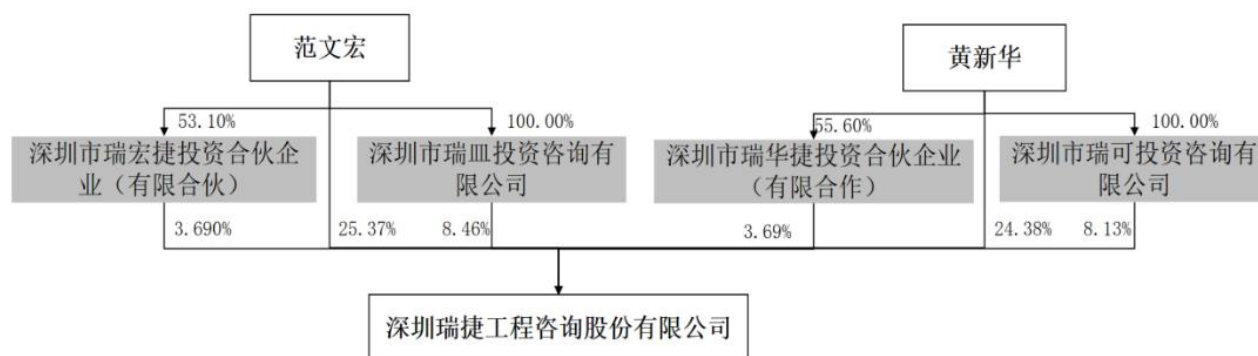 范文宏
黄新华
53.10%
100.00%
55.60%
100.00%
深圳市瑞宏捷投资合伙企
业（有限合伙）
深圳市瑞皿投资咨询有
限公司
深圳市瑞华捷投资合伙企业
（有限合作）
深圳市瑞可投资咨询有
限公司
3.690%
25.37%
8.46%
3.69%
24.38%
8.13%
深圳瑞捷工程咨询股份有限公司